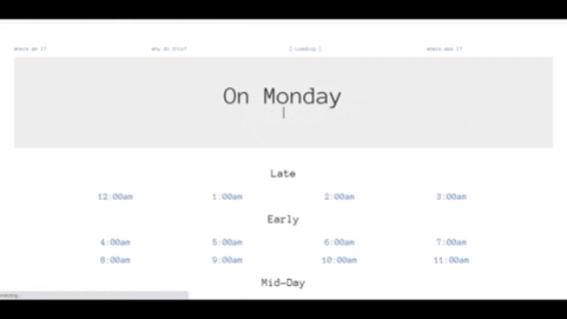 where am I? why do this? [ Loading ] where was I?
On Monday
Late
12:00am 1:00am 2:00am 3:00am
Early
4:00am 5:00am 6:00am 7:00am
8:00am 9:00am 10:00am 11:00am
Mid-Day